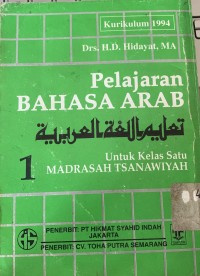 Kurikulum 1994
Drs. H.D. Hidayat, MA
Pelajaran
BAHASA ARAB
تعليم اللغة العربية
1
Untuk Kelas Satu
MADRASAH TSANAWIYAH
PENERBIT: PT HIKMAT SYAHID INDAH
JAKARTA
PENERBIT: CV. TOHA PUTRA SEMARANG